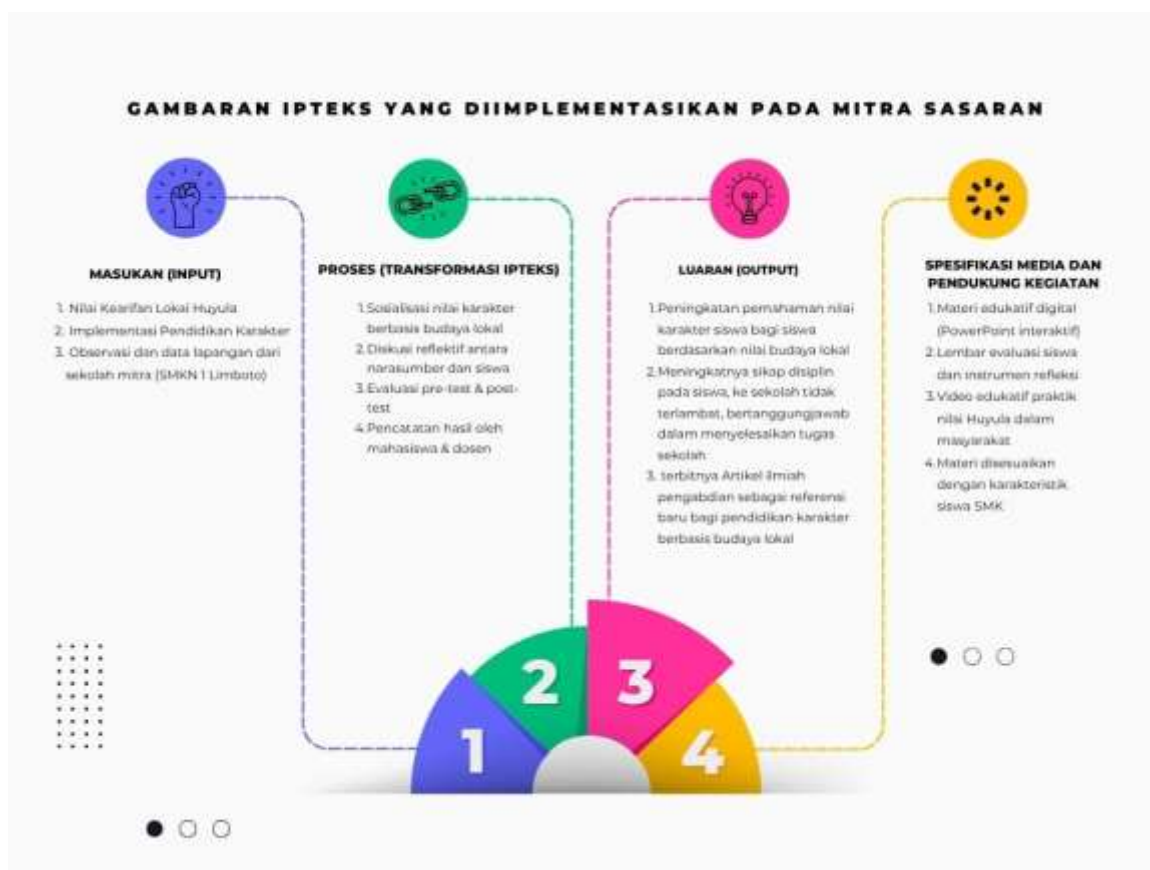 GAMBARAN IPTEKS YANG DIIMPLEMENTASIKAN PADA MITRA SASARAN
MASUKAN (INPUT)
1. Nilai Kearifan Lokal Huyula
2. Implementasi Pendidikan Karakter
3. Observasi dan data lapangan dari
sekolah mitra (SMKN 1 Limboto)
PROSES (TRANSFORMASI IPTEKS)
1. Sosialisasi nilai karakter
berbasis budaya lokal
2. Diskusi reflektif antara
narasumber dan siswa
3. Evaluasi pre-test & post-
test
4. Pencatatan hasil oleh
mahasiswa & dosen
LUARAN (OUTPUT)
1. Peningkatan pemahaman nilai
karakter siswa bagi siswa
berdasarkan nilai budaya lokal
2. Meningkatnya sikap disiplin
pada siswa, ke sekolah tidak
terlambat, bertanggungjawab
dalam menyelesaikan tugas
sekolah
3. terbitnya Artikel ilmiah
pengabdian sebagai referensi
baru bagi pendidikan karakter
berbasis budaya lokal
SPESIFIKASI MEDIA DAN
PENDUKUNG KEGIATAN
1. Materi edukatif digital
(PowerPoint interaktif)
2. Lembar evaluasi siswa
dan instrumen refleksi
3. Video edukatif praktik
nilai Huyula dalam
masyarakat
4. Materi disesuaikan
dengan karakteristik
siswa SMK
1
2
3
4